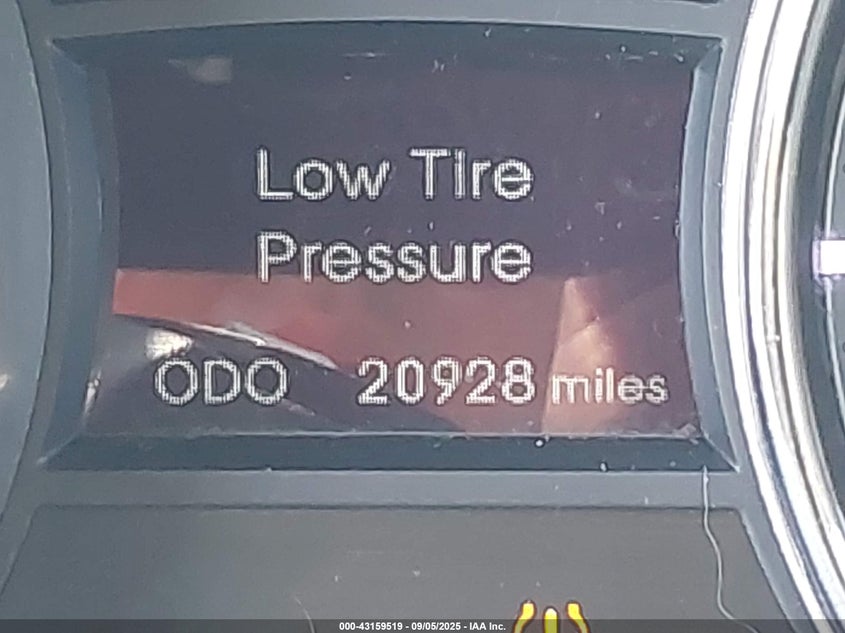 Low Tire
Pressure
ODO 20928 miles
000-43159519 - 09/05/2025 - IAA Inc.